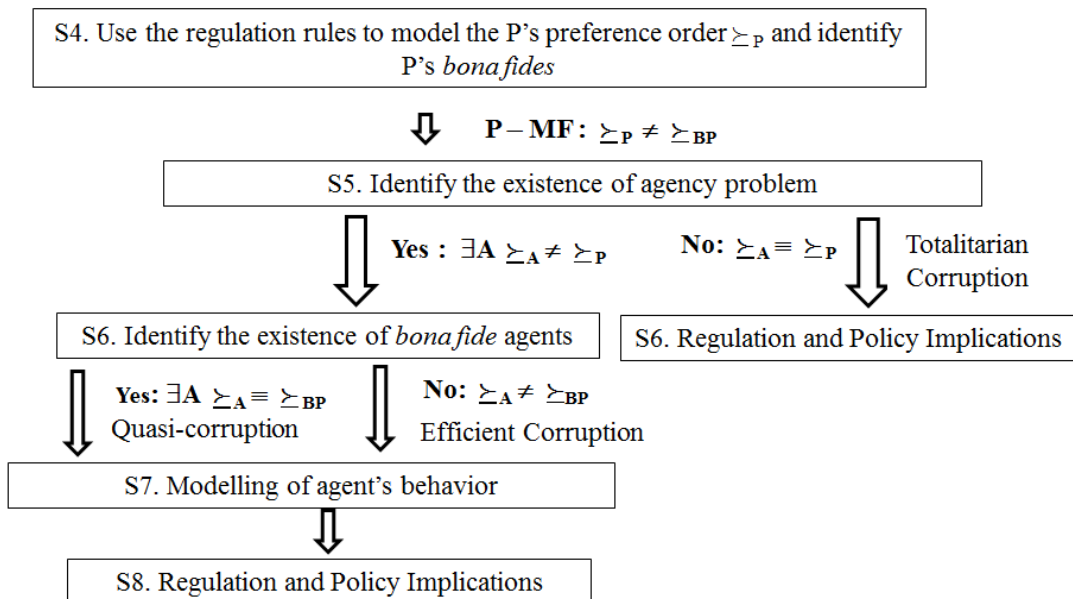 S4. Use the regulation rules to model the P’s preference order ⪰P and identify
P’s bona fides
P – MF : ⪰P ≠ ⪰BP
S5. Identify the existence of agency problem
Yes : ∃A ⪰A ≠ ⪰P
No: ⪰A ≡ ⪰P
Totalitarian
Corruption
S6. Identify the existence of bona fide agents
S6. Regulation and Policy Implications
Yes: ∃A ⪰A ≡ ⪰BP
Quasi-corruption
No: ⪰A ≠ ⪰BP
Efficient Corruption
S7. Modelling of agent’s behavior
S8. Regulation and Policy Implications